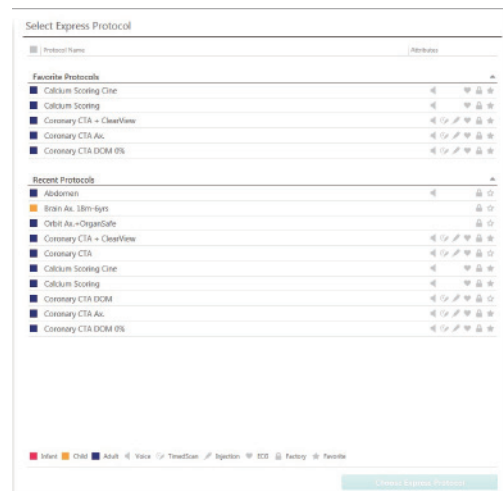 Select Express Protocol
Protocol Name Attributes
Favorite Protocols
Calcium Scoring Cine
Calcium Scoring
Coronary CTA + ClearView
Coronary CTA Ax.
Coronary CTA DOM 0%
Recent Protocols
Abdomen
Brain Ax. 18m-6yrs
Orbit Ax.+OrganSafe
Coronary CTA + ClearView
Coronary CTA
Calcium Scoring Cine
Calcium Scoring
Coronary CTA DOM
Coronary CTA Ax.
Coronary CTA DOM 0%
Infant Child Adult Voice TimedScan Injection ECG Factory Favorite
Choose Express Protocol